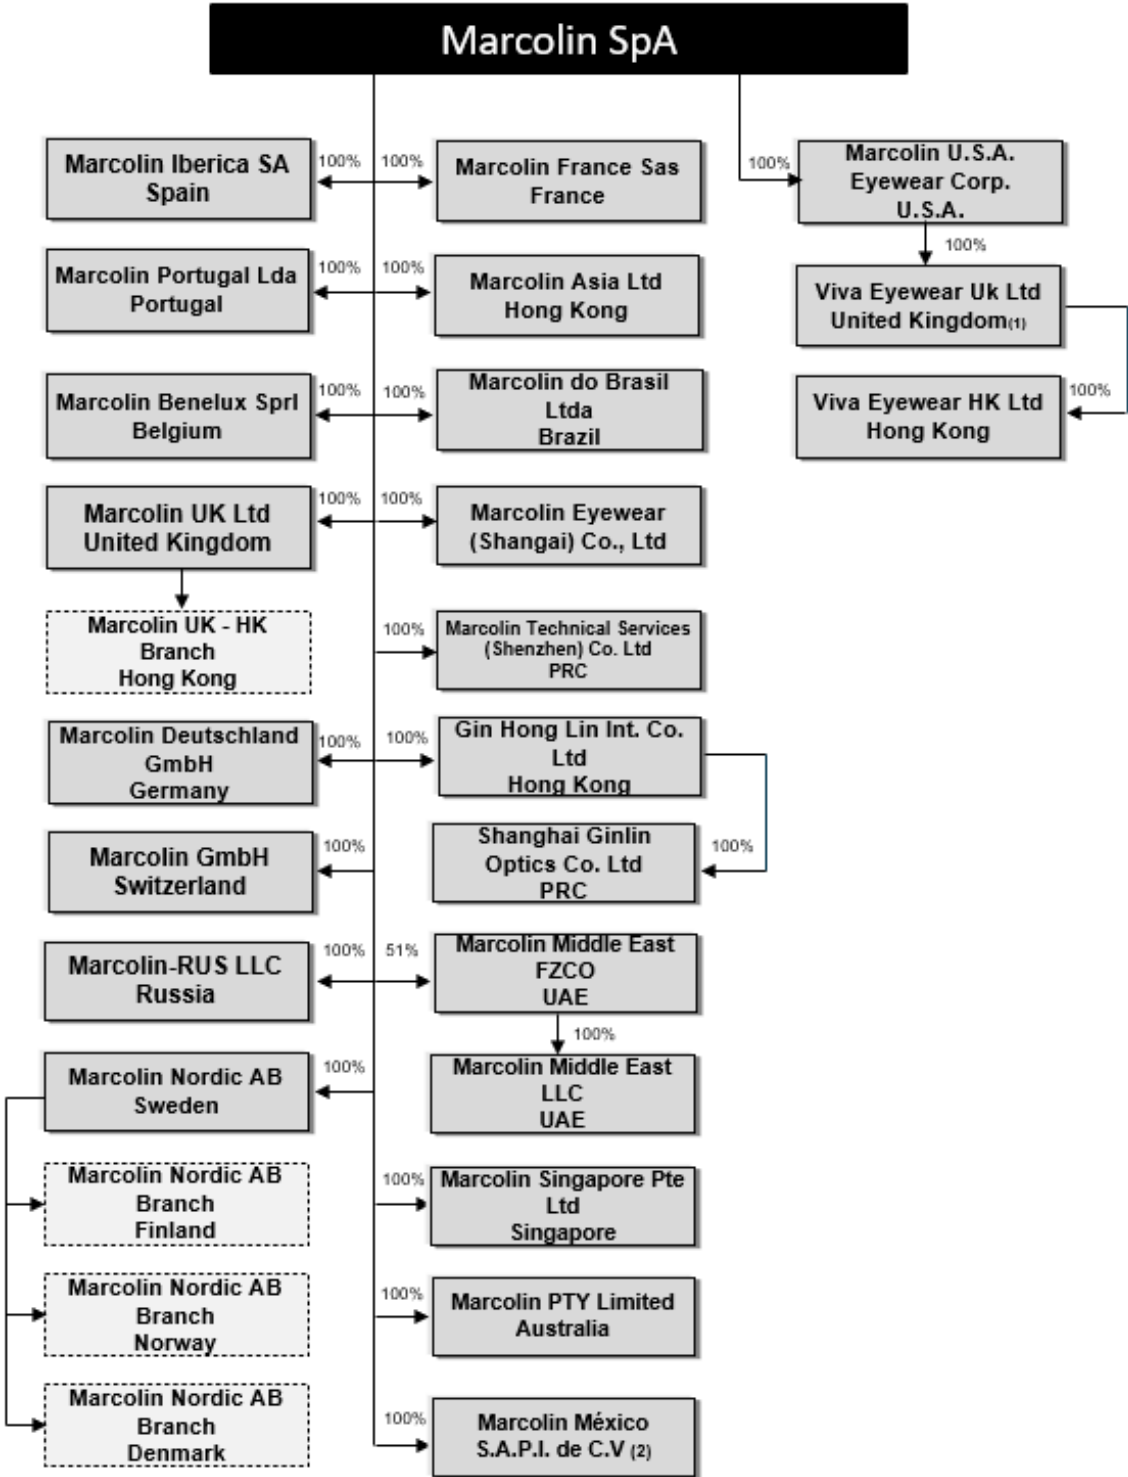 Marcolin SpA
Marcolin Iberica SA
Spain
100%
100%
Marcolin France Sas
France
100%
Marcolin U.S.A.
Eyewear Corp.
U.S.A.
100%
Marcolin Portugal Lda
Portugal
100%
100%
Marcolin Asia Ltd
Hong Kong
Viva Eyewear Uk Ltd
United Kingdom(1)
Marcolin Benelux Sprl
Belgium
100%
100%
Marcolin do Brasil
Ltda
Brazil
Viva Eyewear HK Ltd
Hong Kong
100%
Marcolin UK Ltd
United Kingdom
100%
100%
Marcolin Eyewear
(Shangai) Co., Ltd
Marcolin UK - HK
Branch
Hong Kong
100%
Marcolin Technical Services
(Shenzhen) Co. Ltd
PRC
Marcolin Deutschland
GmbH
Germany
100%
100%
Gin Hong Lin Int. Co.
Ltd
Hong Kong
Marcolin GmbH
Switzerland
100%
Shanghai Ginlin
Optics Co. Ltd
PRC
100%
Marcolin-RUS LLC
Russia
100%
51%
Marcolin Middle East
FZCO
UAE
100%
Marcolin Nordic AB
Sweden
100%
Marcolin Middle East
LLC
UAE
Marcolin Nordic AB
Branch
Finland
100%
Marcolin Singapore Pte
Ltd
Singapore
Marcolin Nordic AB
Branch
Norway
100%
Marcolin PTY Limited
Australia
Marcolin Nordic AB
Branch
Denmark
100%
Marcolin México
S.A.P.I. de C.V (2)